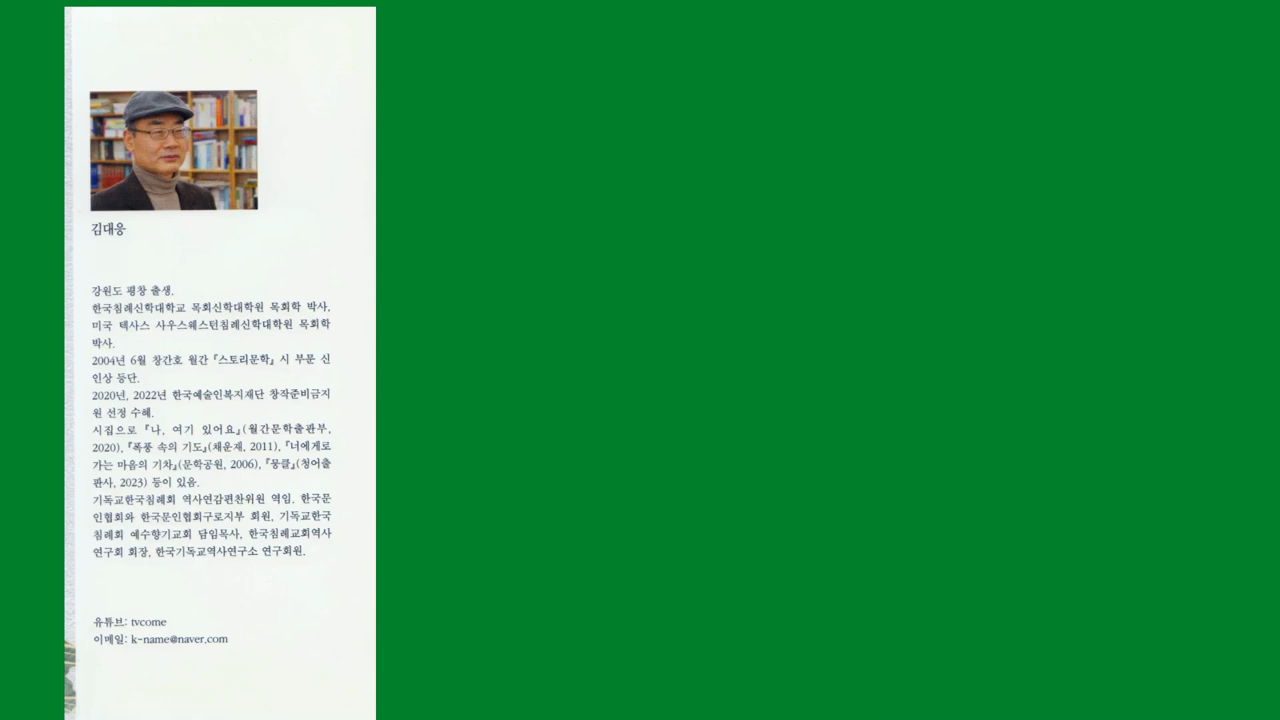 김대응
강원도 평창 출생.
한국침례신학대학교 목회신학대학원 목회학 박사,
미국 텍사스 사우스웨스턴침례신학대학원 목회학
박사.
2004년 6월 창간호 월간 『스토리문학』 시 부문 신
인상 등단.
2020년, 2022년 한국예술인복지재단 창작준비금지
원 선정 수혜.
시집으로 『나, 여기 있어요』(월간문학출판부,
2020), 『폭풍 속의 기도』(채운재, 2011), 『너에게로
가는 마음의 기차』(문학공원, 2006), 『뭉클』(청어출
판사, 2023) 등이 있음.
기독교한국침례회 역사연감편찬위원 역임. 한국문
인협회와 한국문인협회구로지부 회원, 기독교한국
침례회 예수향기교회 담임목사, 한국침례교회역사
연구회 회장, 한국기독교역사연구소 연구회원.
유튜브: tvcome
이메일: k-name@naver.com